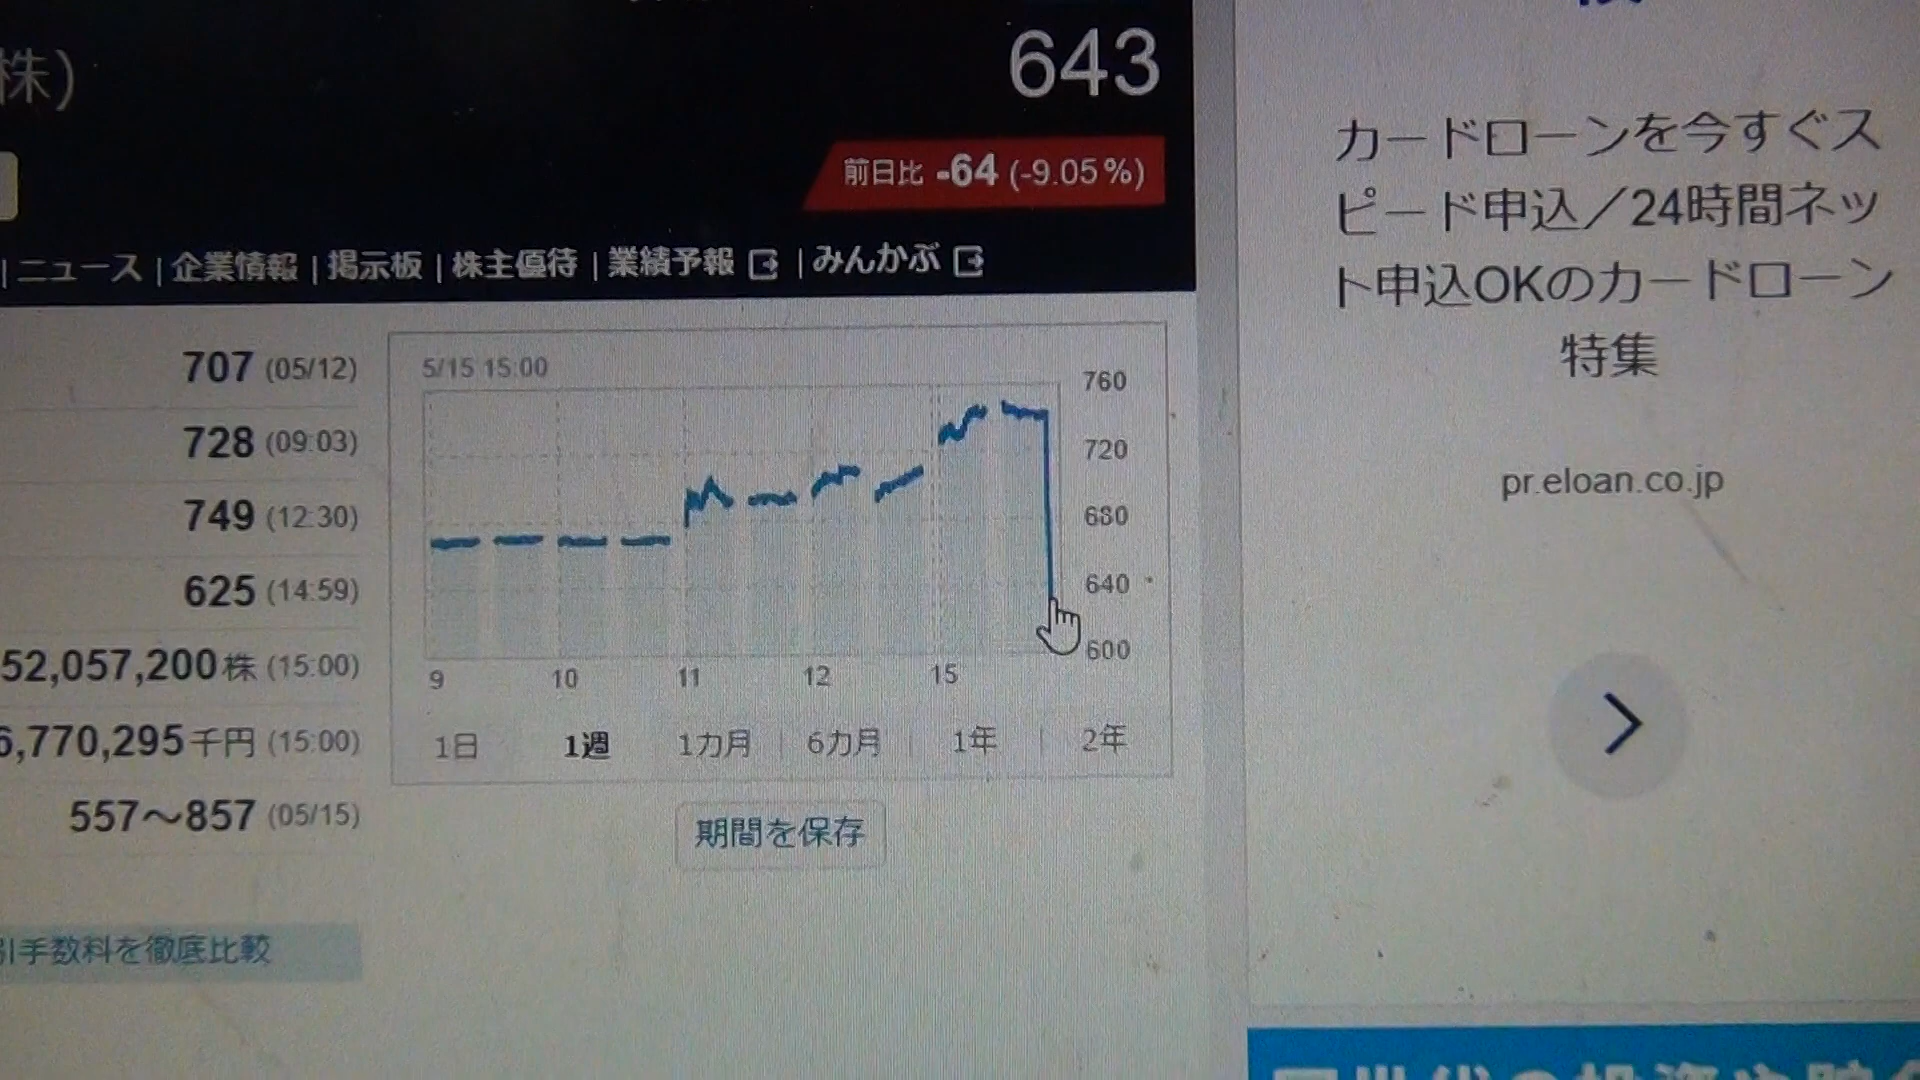 株)
643
前日比 -64 (-9.05%)
|ニュース|企業情報|掲示板|株主優待|業績予報|みんかぶ
707 (05/12)
728 (09:03)
749 (12:30)
625 (14:59)
52,057,200株 (15:00)
6,770,295千円 (15:00)
557～857 (05/15)
引手数料を徹底比較
5/15 15:00
760
720
680
640
600
9 10 11 12 15
1日 1週 1カ月 6カ月 1年 2年
期間を保存
カードローンを今すぐス
ピード申込／24時間ネッ
ト申込OKのカードローン
特集
pr.eloan.co.jp